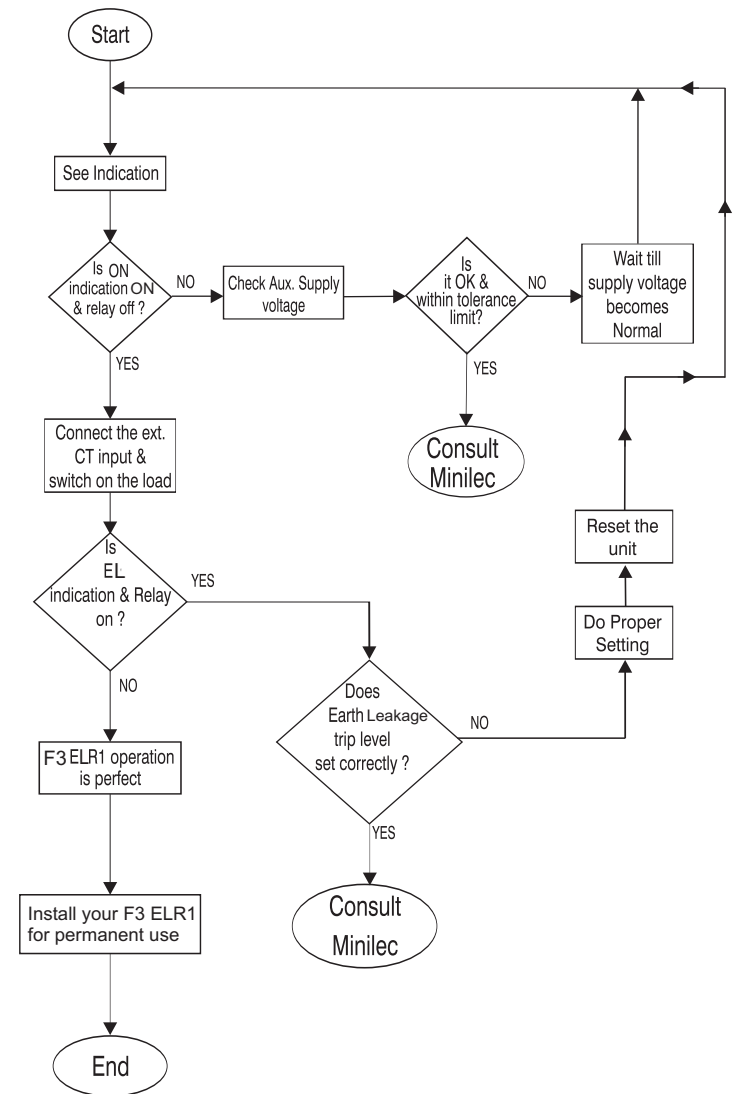 Start
See Indication
Is ON
indication ON
& relay off ?
NO
Check Aux. Supply
voltage
Is
it OK &
within tolerance
limit?
NO
Wait till
supply voltage
becomes
Normal
YES
YES
Connect the ext.
CT input &
switch on the load
Consult
Minilec
Reset the
unit
Is
EL
indication & Relay
on ?
YES
Do Proper
Setting
NO
Does
Earth Leakage
trip level
set correctly ?
NO
F3 ELR1 operation
is perfect
YES
Install your F3 ELR1
for permanent use
Consult
Minilec
End